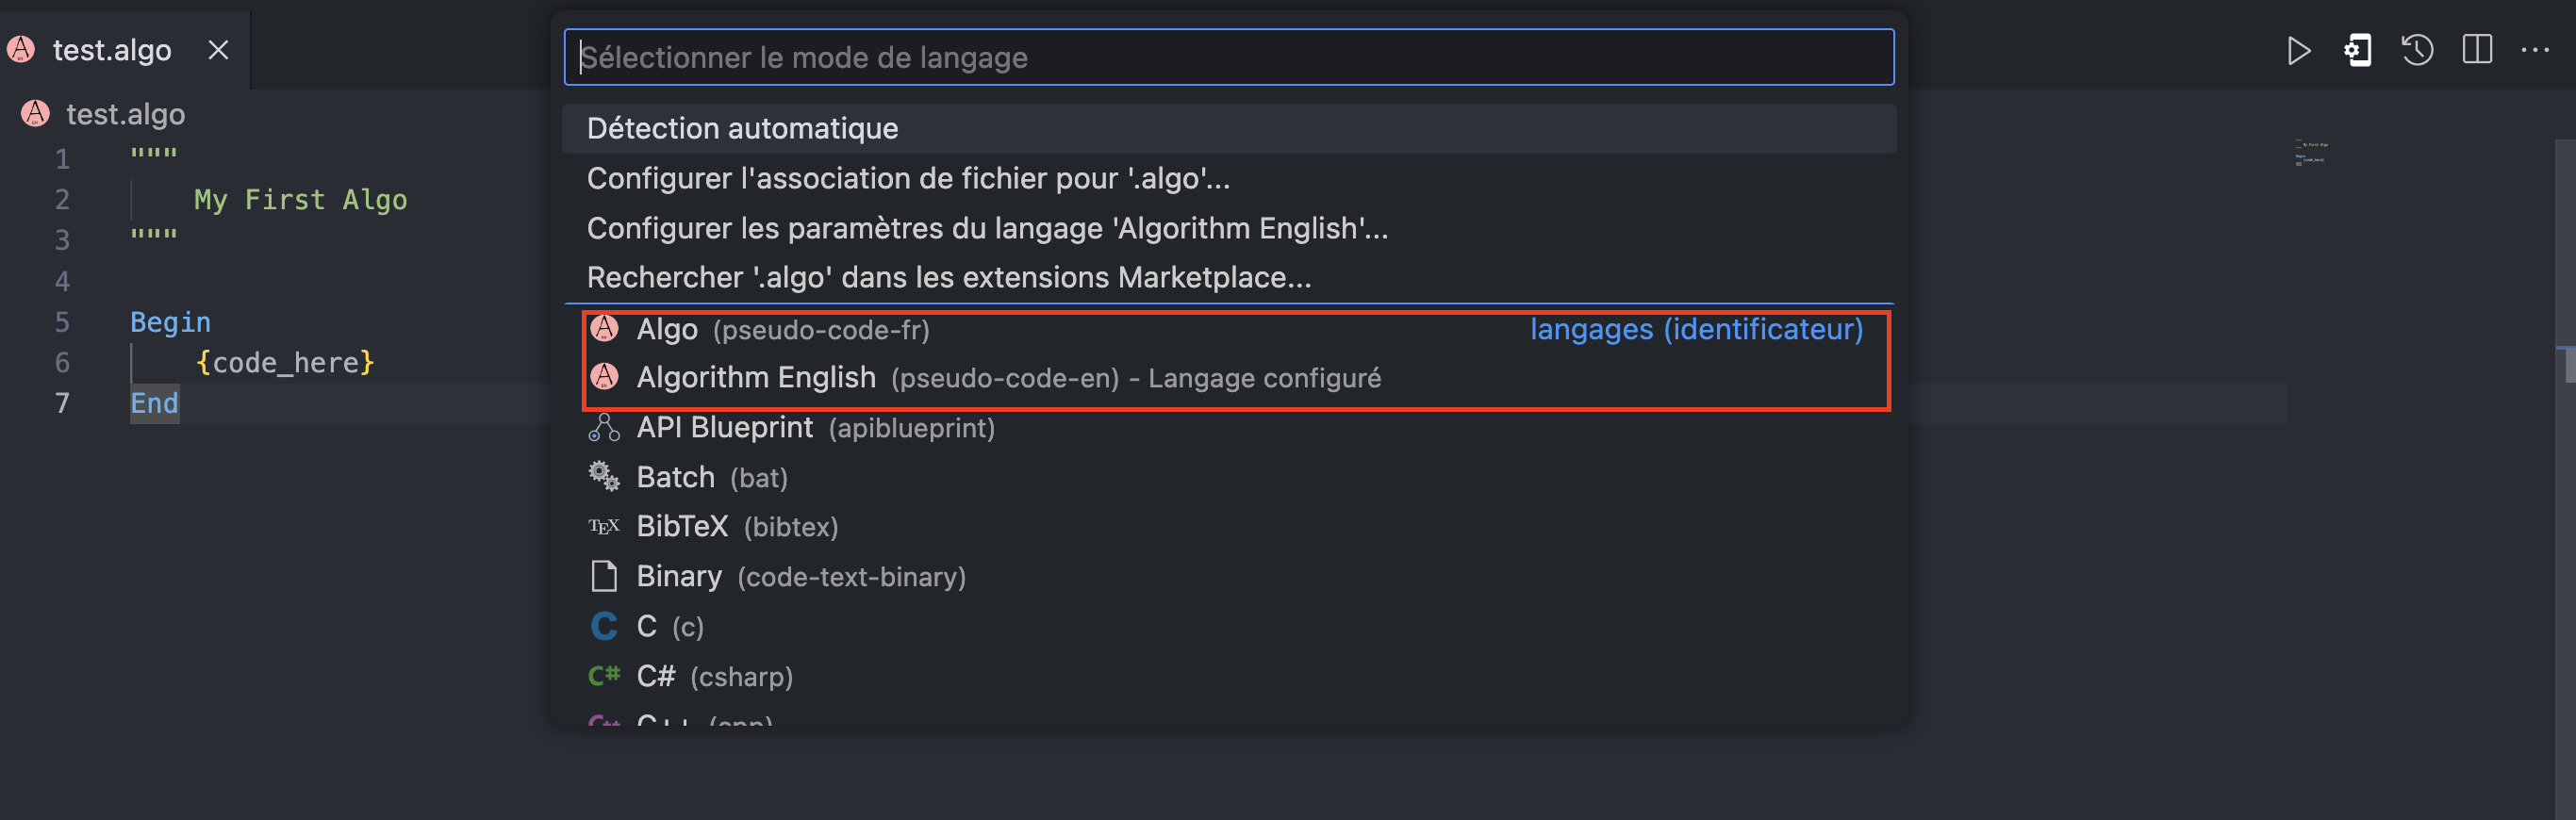 test.algo
test.algo
1 """
2 My First Algo
3 """
4
5 Begin
6 {code_here}
7 End
Sélectionner le mode de langage
Détection automatique
Configurer l'association de fichier pour '.algo'...
Configurer les paramètres du langage 'Algorithm English'...
Rechercher '.algo' dans les extensions Marketplace...
Algo (pseudo-code-fr) langages (identificateur)
Algorithm English (pseudo-code-en) - Langage configuré
API Blueprint (apiblueprint)
Batch (bat)
TEX BibTeX (bibtex)
Binary (code-text-binary)
C C (c)
C# C# (csharp)
C++ C++ (cpp)